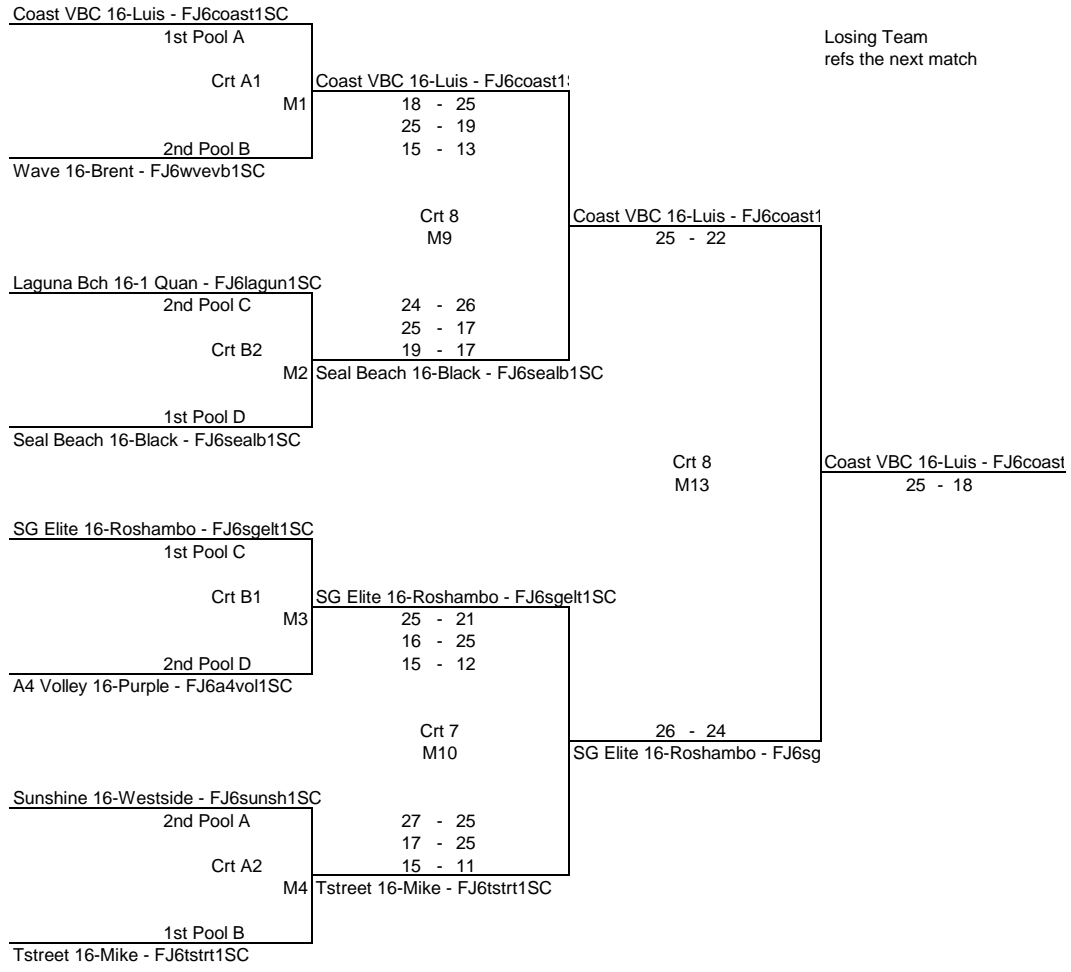 Coast VBC 16-Luis - FJ6coast1SC
1st Pool A
Losing Team
refs the next match
Crt A1
Coast VBC 16-Luis - FJ6coast1
M1
18 - 25
25 - 19
2nd Pool B
15 - 13
Wave 16-Brent - FJ6wvevb1SC
Crt 8
Coast VBC 16-Luis - FJ6coast1
M9
25 - 22
Laguna Bch 16-1 Quan - FJ6lagun1SC
2nd Pool C
24 - 26
25 - 17
Crt B2
19 - 17
M2
Seal Beach 16-Black - FJ6sealb1SC
1st Pool D
Seal Beach 16-Black - FJ6sealb1SC
Crt 8
Coast VBC 16-Luis - FJ6coast
M13
25 - 18
SG Elite 16-Roshambo - FJ6sgelt1SC
1st Pool C
Crt B1
SG Elite 16-Roshambo - FJ6sgelt1SC
M3
25 - 21
16 - 25
2nd Pool D
15 - 12
A4 Volley 16-Purple - FJ6a4vol1SC
Crt 7
26 - 24
M10
SG Elite 16-Roshambo - FJ6sg
Sunshine 16-Westside - FJ6sunsh1SC
2nd Pool A
27 - 25
17 - 25
Crt A2
15 - 11
M4
Tstreet 16-Mike - FJ6tstrt1SC
1st Pool B
Tstreet 16-Mike - FJ6tstrt1SC